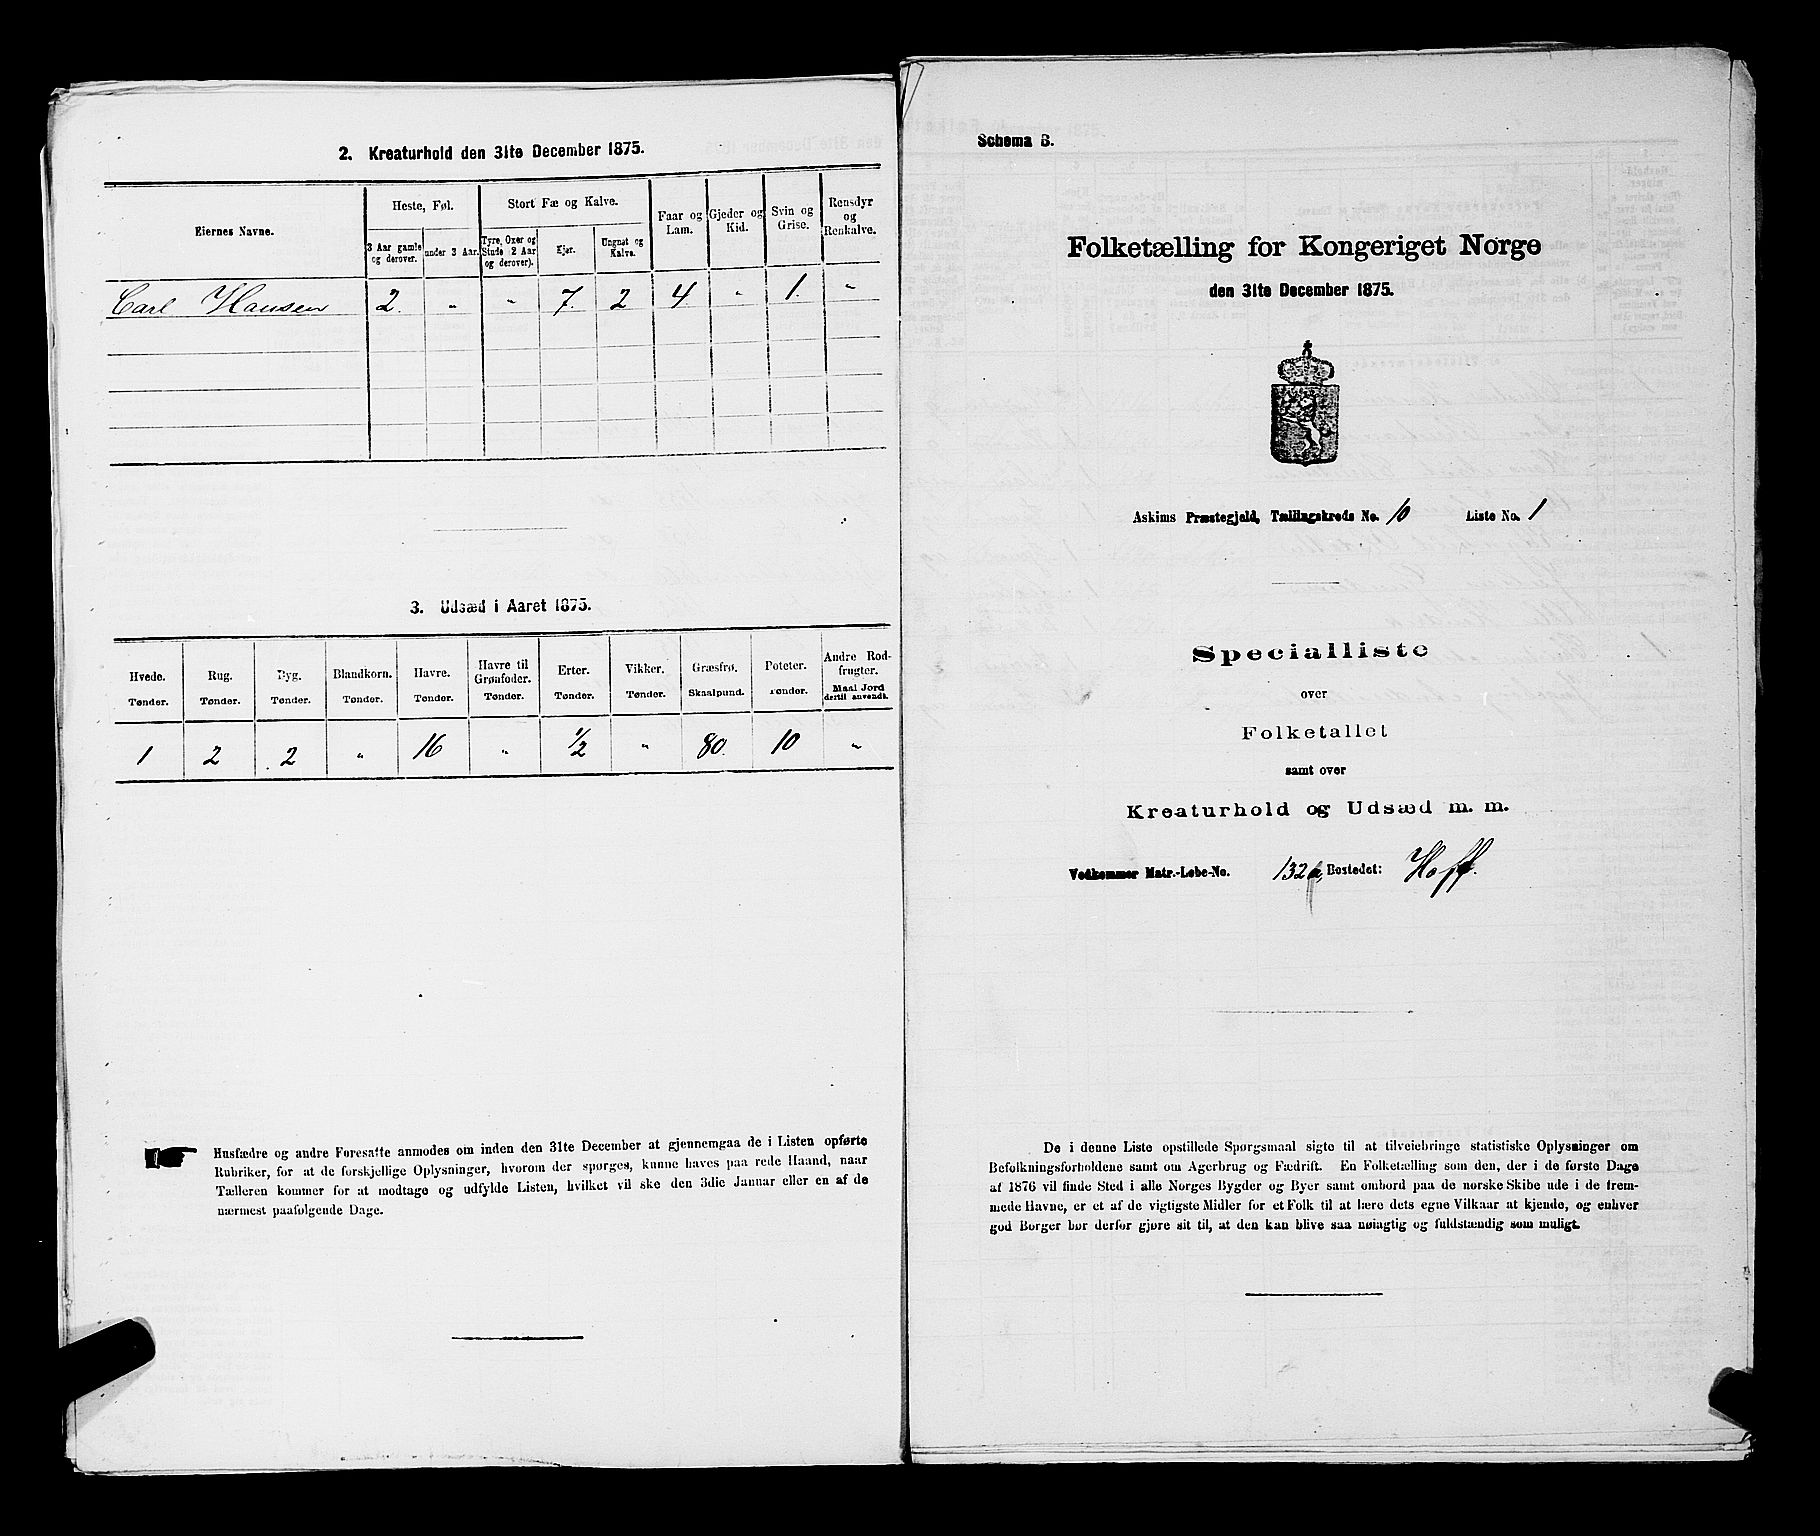 2. Kreaturhold den 31te December 1875.
Eiernes Navne.
Heste, Føl.
Stort Fæ og Kalve.
Faar og Lam.
Gjeder og Kid.
Svin og Grise.
Rensdyr og Renkalve.
3 Aar gamle og derover.
under 3 Aar.
Tyre, Oxer og Stude (2 Aar og derover).
Kjør.
Ungnøt og Kalve.
Carl Hansen 2. " " 7. 2 4. " 1. "
3. Udsæd i Aaret 1875.
Hvede. Rug. Byg. Blandkorn. Havre. Havre til Grønfoder. Erter. Vikker. Græsfrø. Poteter. Andre Rodfrugter.
Tønder. Tønder. Tønder. Tønder. Tønder. Tønder. Tønder. Tønder. Skaalpund. Tønder. Maal Jord dertil anvendt.
1 2 2 " 16 " 1/2 " 80. 10 "
Husfædre og andre Foresatte anmodes om inden den 31te December at gjennemgaa de i Listen opførte
Rubriker, for at de forskjellige Oplysninger, hvorom der spørges, kunne haves paa rede Haand, naar
Tælleren kommer for at modtage og udfylde Listen, hvilket vil ske den 3die Januar eller en af de
nærmest paafølgende Dage.
Schema B.
Folketælling for Kongeriget Norge
den 31te December 1875.
Askims Præstegjeld, Tællingskreds No. 10 Liste No. 1
Specialliste
over
Folketallet
samt over
Kreaturhold og Udsæd m. m.
Vedkommer Matr.-Løbe-No. 132a, Bostedet: Hoff.
De i denne Liste opstillede Spørgsmaal sigte til at tilveiebringe statistiske Oplysninger om
Befolkningsforholdene samt om Agerbrug og Fædrift. En Folketælling som den, der i de første Dage
af 1876 vil finde Sted i alle Norges Bygder og Byer samt ombord paa de norske Skibe ude i de frem-
mede Havne, er et af de vigtigste Midler for et Folk til at lære dets egne Vilkaar at kjende, og enhver
god Borger bør derfor gjøre sit til, at den kan blive saa nøiagtig og fuldstændig som muligt.